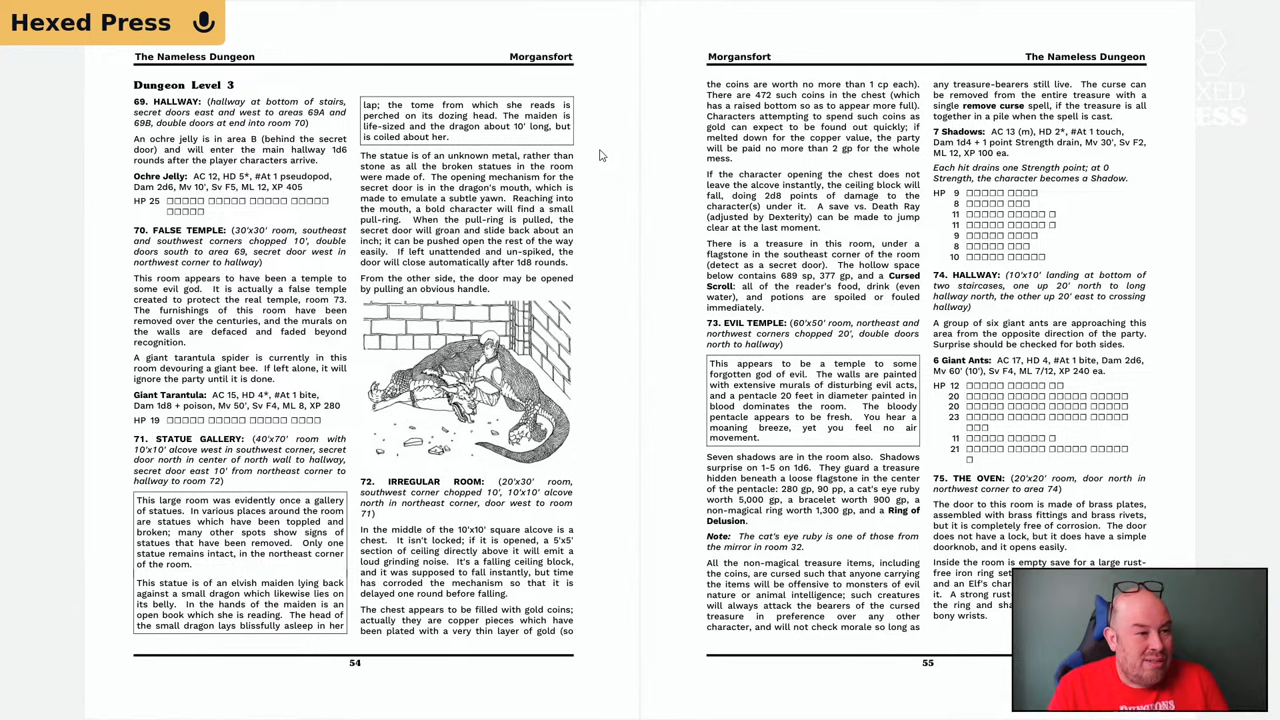 Hexed Press
The Nameless Dungeon
Morgansfort
Dungeon Level 3
69. HALLWAY: (hallway at bottom of stairs,
secret doors east and west to areas 69A and
69B, double doors at end into room 70)
An ochre jelly is in area B (behind the secret
door) and will enter the main hallway 1d6
rounds after the player characters arrive.
Ochre Jelly: AC 12, HD 5*, #At 1 pseudopod,
Dam 2d6, Mv 10', Sv F5, ML 12, XP 405
HP 25 ❒❒❒❒❒ ❒❒❒❒❒ ❒❒❒❒❒ ❒❒❒❒❒
❒❒❒❒❒
70. FALSE TEMPLE: (30'x30' room, southeast
and southwest corners chopped 10', double
doors south to area 69, secret door west in
northwest corner to hallway)
This room appears to have been a temple to
some evil god. It is actually a false temple
created to protect the real temple, room 73.
The furnishings of this room have been
removed over the centuries, and the murals on
the walls are defaced and faded beyond
recognition.
A giant tarantula spider is currently in this
room devouring a giant bee. If left alone, it will
ignore the party until it is done.
Giant Tarantula: AC 15, HD 4*, #At 1 bite,
Dam 1d8 + poison, Mv 50', Sv F4, ML 8, XP 280
HP 19 ❒❒❒❒❒ ❒❒❒❒❒ ❒❒❒❒❒ ❒❒❒❒
71. STATUE GALLERY: (40'x70' room with
10'x10' alcove west in southwest corner, secret
door north in center of north wall to hallway,
secret door east 10' from northeast corner to
hallway to room 72)
This large room was evidently once a gallery
of statues. In various places around the room
are statues which have been toppled and
broken; many other spots show signs of
statues that have been removed. Only one
statue remains intact, in the northeast corner
of the room.
This statue is of an elvish maiden lying back
against a small dragon which likewise lies on
its belly. In the hands of the maiden is an
open book which she is reading. The head of
the small dragon lays blissfully asleep in her
lap; the tome from which she reads is
perched on its dozing head. The maiden is
life-sized and the dragon about 10' long, but
is coiled about her.
The statue is of an unknown metal, rather than
stone as all the broken statues in the room
were made of. The opening mechanism for the
secret door is in the dragon's mouth, which is
made to emulate a subtle yawn. Reaching into
the mouth, a bold character will find a small
pull-ring. When the pull-ring is pulled, the
secret door will groan and slide back about an
inch; it can be pushed open the rest of the way
easily. If left unattended and un-spiked, the
door will close automatically after 1d8 rounds.
From the other side, the door may be opened
by pulling an obvious handle.
72. IRREGULAR ROOM: (20'x30' room,
southwest corner chopped 10', 10'x10' alcove
north in northeast corner, door west to room
71)
In the middle of the 10'x10' square alcove is a
chest. It isn't locked; if it is opened, a 5'x5'
section of ceiling directly above it will emit a
loud grinding noise. It's a falling ceiling block,
and it was supposed to fall instantly, but time
has corroded the mechanism so that it is
delayed one round before falling.
The chest appears to be filled with gold coins;
actually they are copper pieces which have
been plated with a very thin layer of gold (so
54
Morgansfort
The Nameless Dungeon
the coins are worth no more than 1 cp each).
There are 472 such coins in the chest (which
has a raised bottom so as to appear more full).
Characters attempting to spend such coins as
gold can expect to be found out quickly; if
melted down for the copper value, the party
will be paid no more than 2 gp for the whole
mess.
If the character opening the chest does not
leave the alcove instantly, the ceiling block will
fall, doing 2d8 points of damage to the
character(s) under it. A save vs. Death Ray
(adjusted by Dexterity) can be made to jump
clear at the last moment.
There is a treasure in this room, under a
flagstone in the southeast corner of the room
(detect as a secret door). The hollow space
below contains 689 sp, 377 gp, and a Cursed
Scroll: all of the reader's food, drink (even
water), and potions are spoiled or fouled
immediately.
73. EVIL TEMPLE: (60'x50' room, northeast and
northwest corners chopped 20', double doors
north to hallway)
This appears to be a temple to some
forgotten god of evil. The walls are painted
with extensive murals of disturbing evil acts,
and a pentacle 20 feet in diameter painted in
blood dominates the room. The bloody
pentacle appears to be fresh. You hear a
moaning breeze, yet you feel no air
movement.
Seven shadows are in the room also. Shadows
surprise on 1-5 on 1d6. They guard a treasure
hidden beneath a loose flagstone in the center
of the pentacle: 280 gp, 90 pp, a cat's eye ruby
worth 5,000 gp, a bracelet worth 900 gp, a
non-magical ring worth 1,300 gp, and a Ring of
Delusion.
Note: The cat's eye ruby is one of those from
the mirror in room 32.
All the non-magical treasure items, including
the coins, are cursed such that anyone carrying
the items will be offensive to monsters of evil
nature or animal intelligence; such creatures
will always attack the bearers of the cursed
treasure in preference over any other
character, and will not check morale so long as
any treasure-bearers still live. The curse can
be removed from the entire treasure with a
single remove curse spell, if the treasure is all
together in a pile when the spell is cast.
7 Shadows: AC 13 (m), HD 2*, #At 1 touch,
Dam 1d4 + 1 point Strength drain, Mv 30', Sv F2,
ML 12, XP 100 ea.
Each hit drains one Strength point; at 0
Strength, the character becomes a Shadow.
HP 9 ❒❒❒❒❒ ❒❒❒❒
8 ❒❒❒❒❒ ❒❒❒
11 ❒❒❒❒❒ ❒❒❒❒❒ ❒
11 ❒❒❒❒❒ ❒❒❒❒❒ ❒
9 ❒❒❒❒❒ ❒❒❒❒
8 ❒❒❒❒❒ ❒❒❒
10 ❒❒❒❒❒ ❒❒❒❒❒
74. HALLWAY: (10'x10' landing at bottom of
two staircases, one up 20' north to long
hallway north, the other up 20' east to crossing
hallway)
A group of six giant ants are approaching this
area from the opposite direction of the party.
Surprise should be checked for both sides.
6 Giant Ants: AC 17, HD 4, #At 1 bite, Dam 2d6,
Mv 60' (10'), Sv F4, ML 7/12, XP 240 ea.
HP 12 ❒❒❒❒❒ ❒❒❒❒❒ ❒❒
20 ❒❒❒❒❒ ❒❒❒❒❒ ❒❒❒❒❒ ❒❒❒❒❒
20 ❒❒❒❒❒ ❒❒❒❒❒ ❒❒❒❒❒ ❒❒❒❒❒
23 ❒❒❒❒❒ ❒❒❒❒❒ ❒❒❒❒❒ ❒❒❒❒❒
❒❒❒
11 ❒❒❒❒❒ ❒❒❒❒❒ ❒
21 ❒❒❒❒❒ ❒❒❒❒❒ ❒❒❒❒❒ ❒❒❒❒❒
❒
75. THE OVEN: (20'x20' room, door north in
northwest corner to area 74)
The door to this room is made of brass plates,
assembled with brass fittings and brass rivets,
but it is completely free of corrosion. The door
does not have a lock, but it does have a simple
doorknob, and it opens easily.
Inside the room is empty save for a large rust-
free iron ring set
and an Elf's char
it. A strong rust
the ring and sha
bony wrists.
55
DUNGEONS